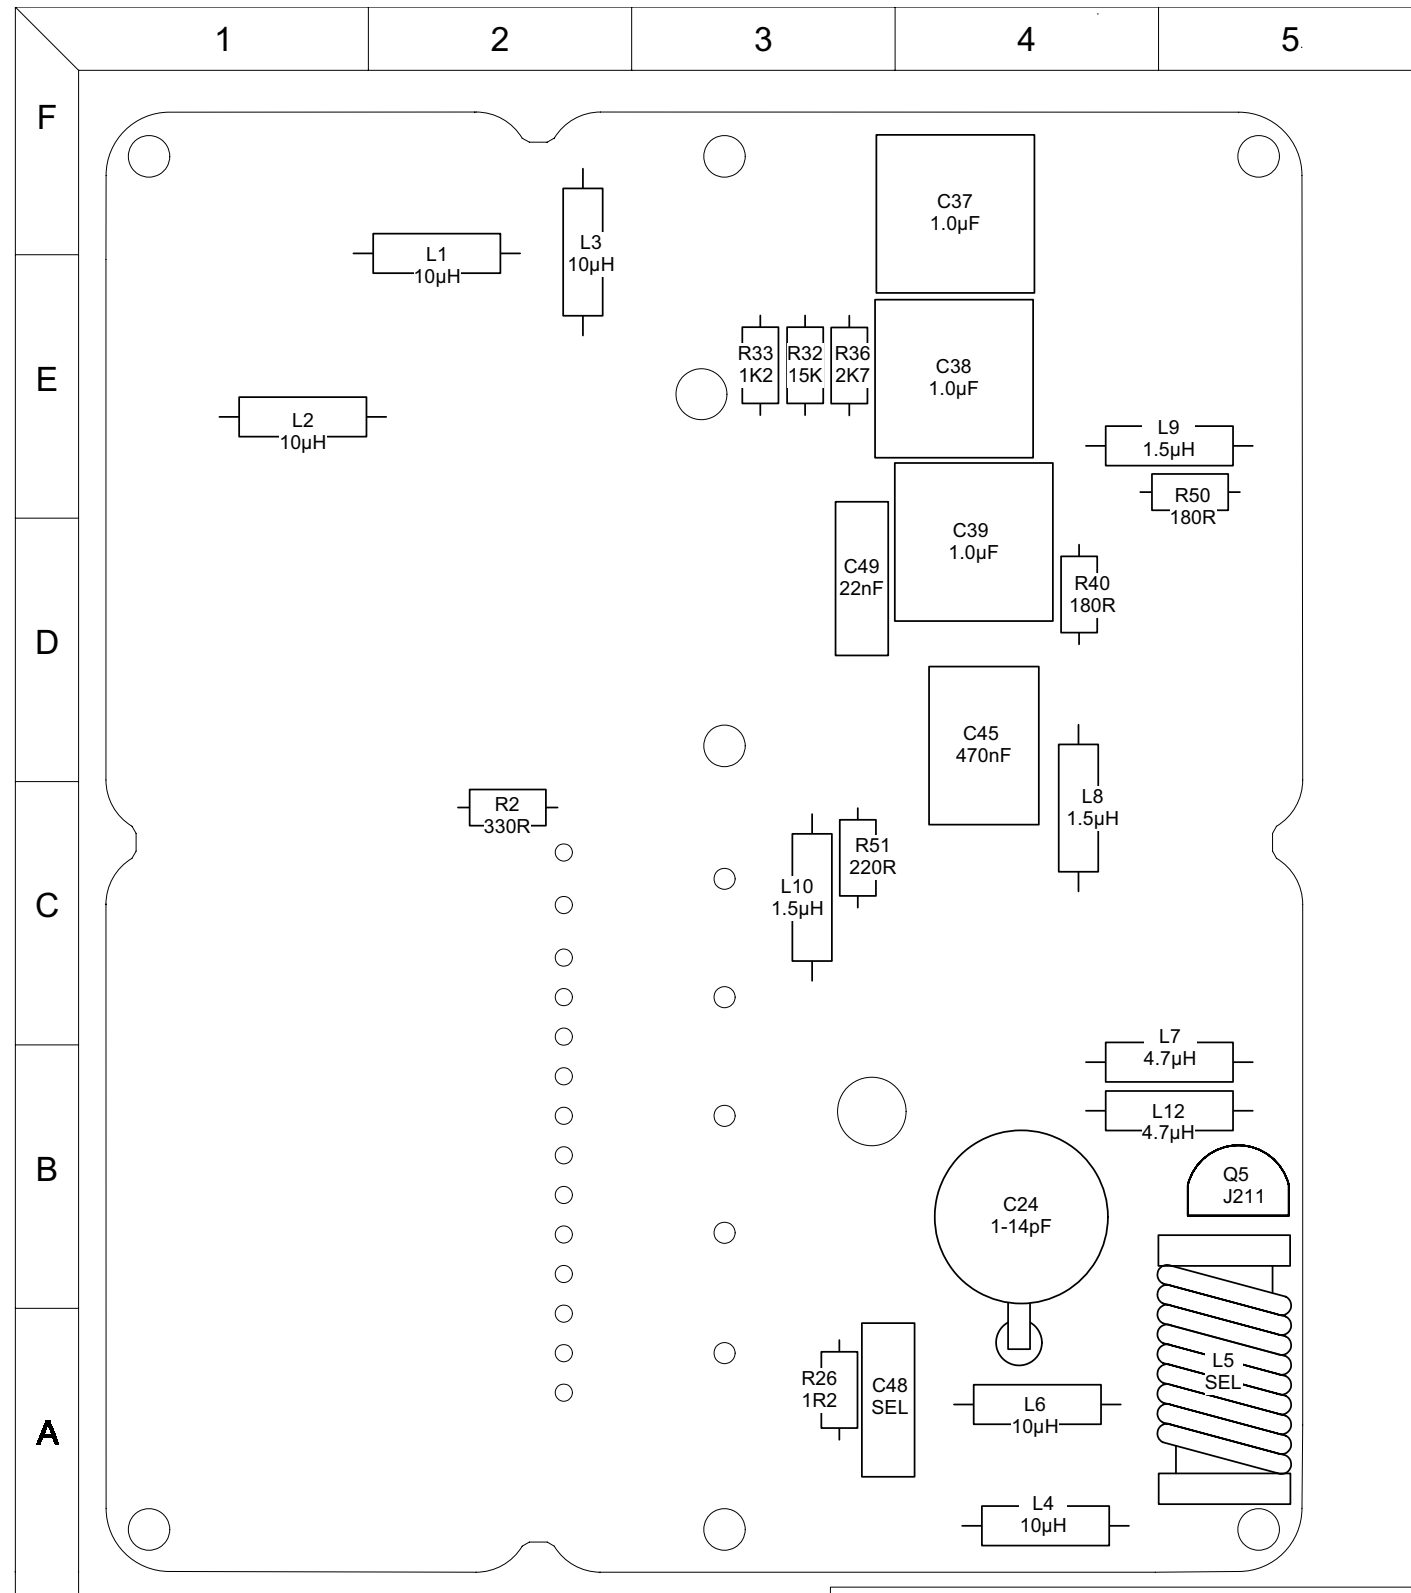 1 2 3 4 5
F
C37
1.0µF
L3
10µH
L1
10µH
E
R33
1K2
R32
15K
R36
2K7
C38
1.0µF
L2
10µH
L9
1.5µH
R50
180R
C39
1.0µF
C49
22nF
R40
180R
D
C45
470nF
R2
330R
L8
1.5µH
R51
220R
L10
1.5µH
C
L7
4.7µH
L12
4.7µH
B
Q5
J211
C24
1-14pF
L5
SEL
R26
1R2
C48
SEL
L6
10µH
A
L4
10µH